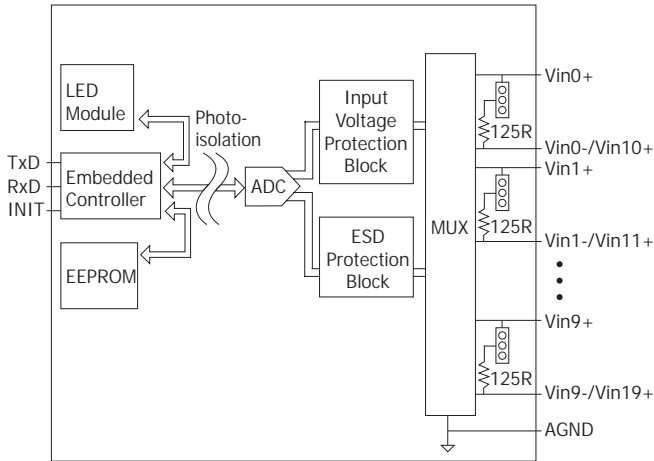 LED
Module
Photo-
isolation
TxD
RxD
INIT
Embedded
Controller
EEPROM
ADC
Input
Voltage
Protection
Block
ESD
Protection
Block
MUX
Vin0+
125R
Vin0-/Vin10+
Vin1+
125R
Vin1-/Vin11+
Vin9+
125R
Vin9-/Vin19+
AGND